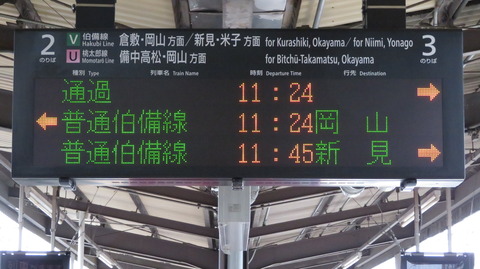 2 のりば
V 伯備線 Hakubi Line 倉敷・岡山 方面/新見・米子 方面 for Kurashiki, Okayama/ for Niimi, Yonago
U 桃太郎線 Momotarō Line 備中高松・岡山 方面 for Bitchū-Takamatsu, Okayama
3 のりば
種別 Type 列車名 Train Name 時刻 Departure Time 行先 Destination
通過 11:24 →
← 普通伯備線 11:24 岡 山
普通伯備線 11:45 新 見 →